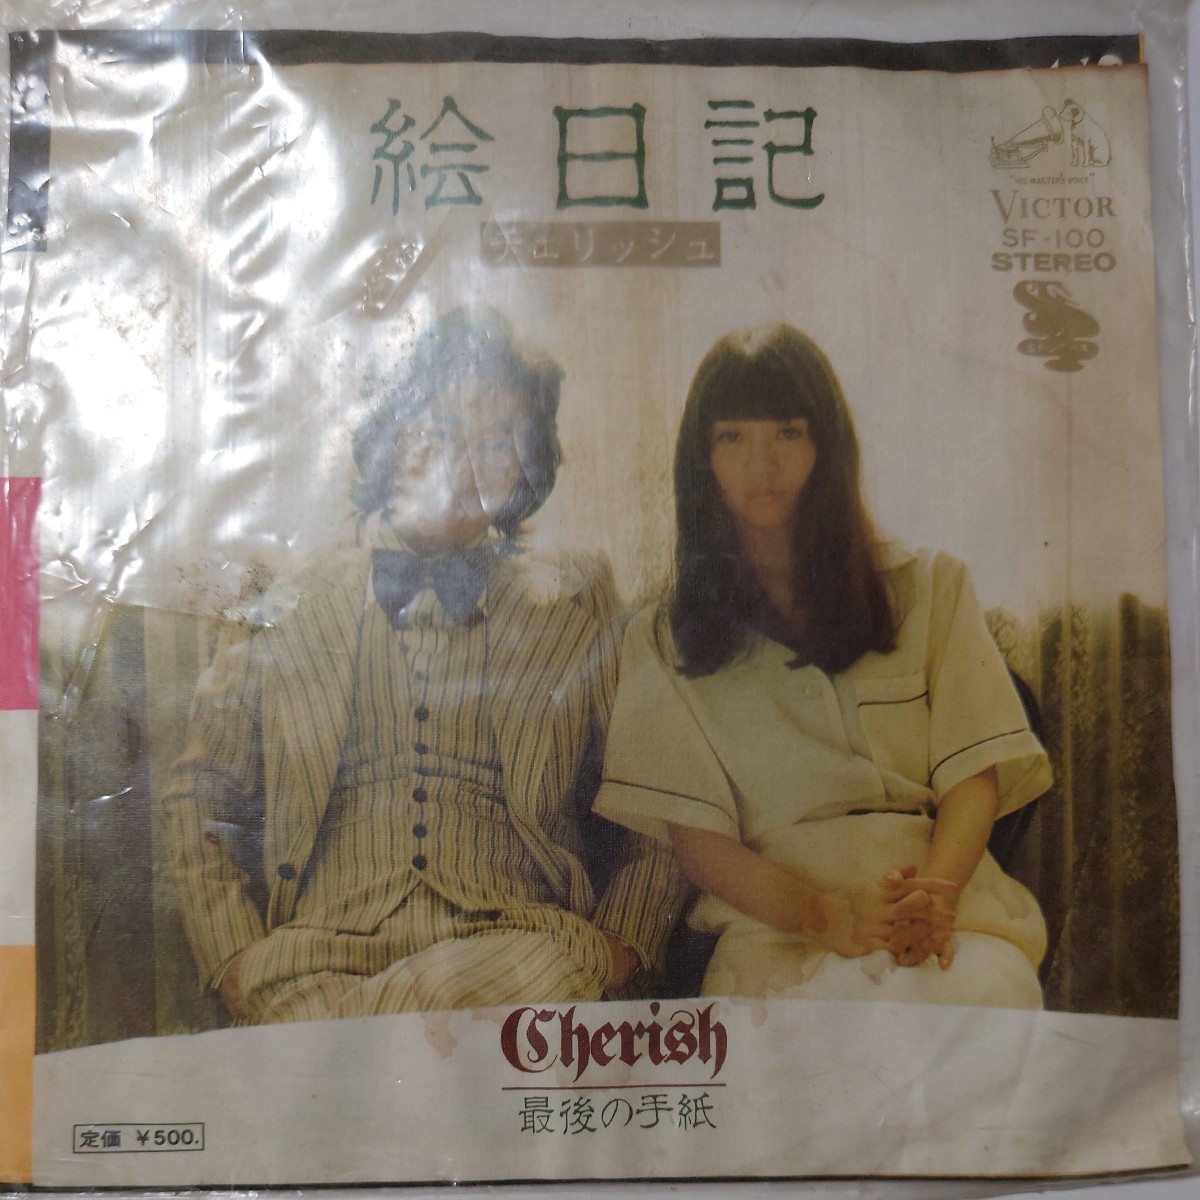 絵日記
チェリッシュ
"HIS MASTER'S VOICE"
VICTOR
SF-100
STEREO
Cherish
最後の手紙
定価 ¥500.